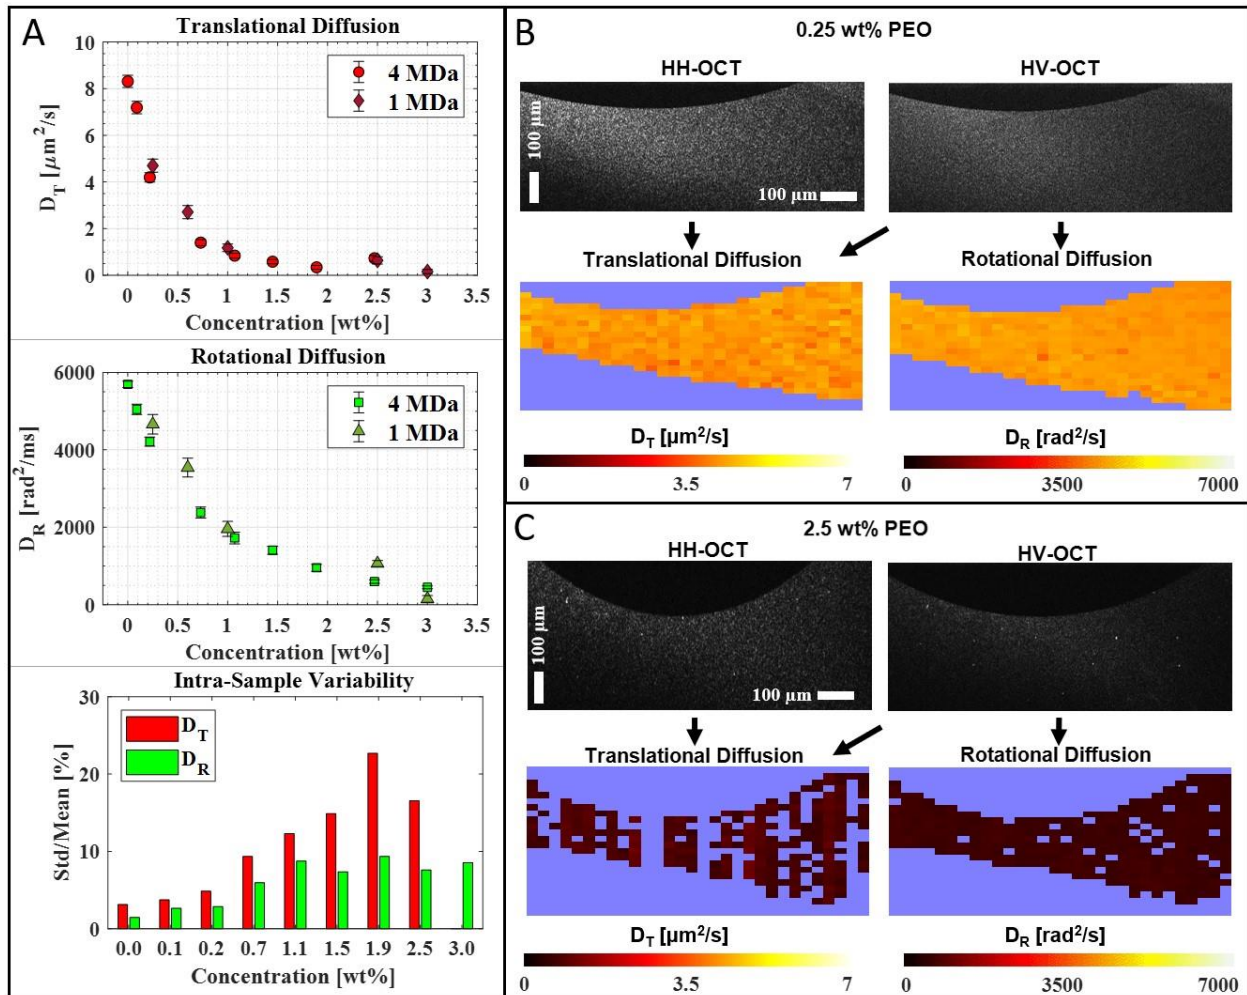 A
Translational Diffusion
10
8
6
4
2
0
D_T [μm²/s]
4 MDa
1 MDa
0 0.5 1 1.5 2 2.5 3 3.5
Concentration [wt%]
Rotational Diffusion
6000
4000
2000
0
D_R [rad²/ms]
4 MDa
1 MDa
0 0.5 1 1.5 2 2.5 3 3.5
Concentration [wt%]
Intra-Sample Variability
30
20
10
0
Std/Mean [%]
D_T
D_R
0.0 0.1 0.2 0.7 1.1 1.5 1.9 2.5 3.0
Concentration [wt%]
B
0.25 wt% PEO
HH-OCT HV-OCT
100 μm
100 μm
Translational Diffusion Rotational Diffusion
D_T [μm²/s] D_R [rad²/s]
0 3.5 7 0 3500 7000
C
2.5 wt% PEO
HH-OCT HV-OCT
100 μm
100 μm
Translational Diffusion Rotational Diffusion
D_T [μm²/s] D_R [rad²/s]
0 3.5 7 0 3500 7000